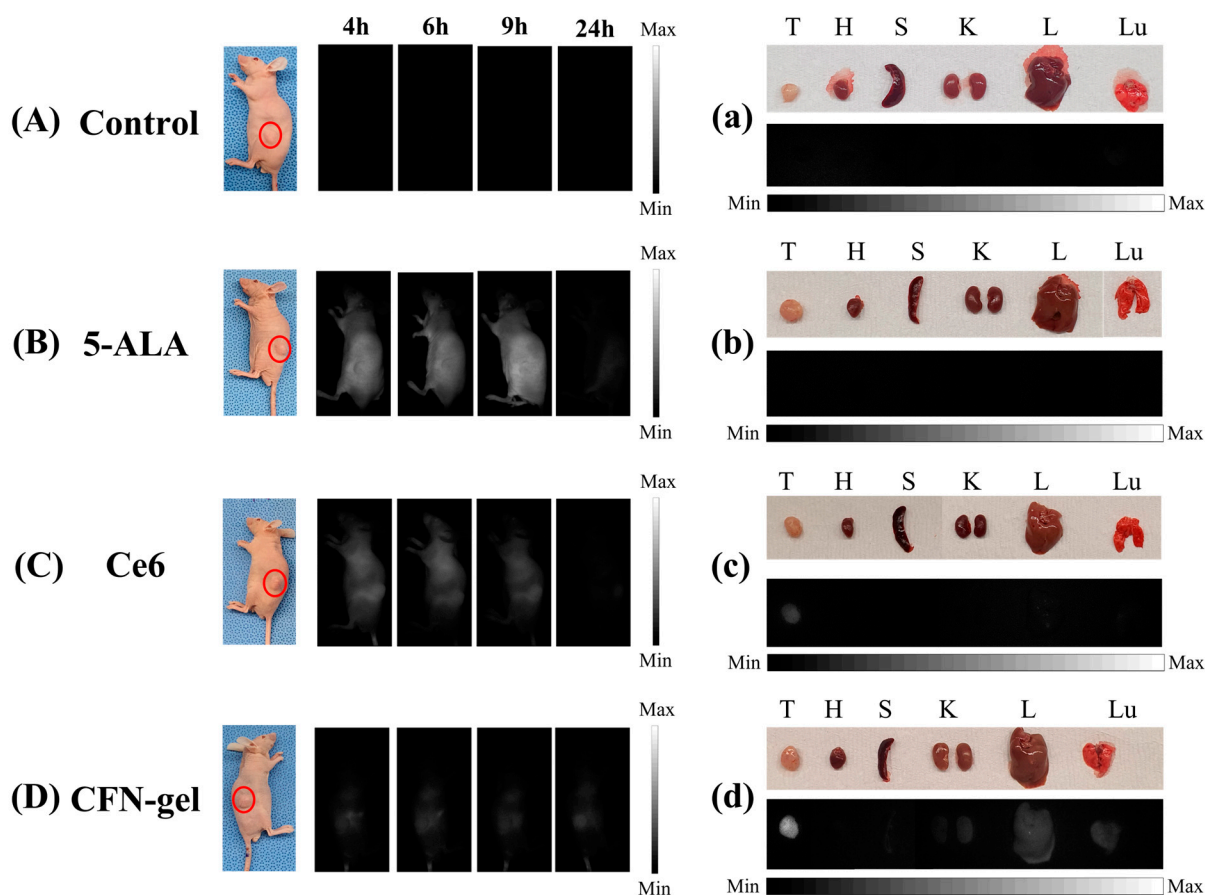 4h 6h 9h 24h
Max
T H S K L Lu
(A) Control
(a)
Min
Min Max
Max
T H S K L Lu
(B) 5-ALA
(b)
Min
Min Max
Max
T H S K L Lu
(C) Ce6
(c)
Min
Min Max
Max
T H S K L Lu
(D) CFN-gel
(d)
Min
Min Max